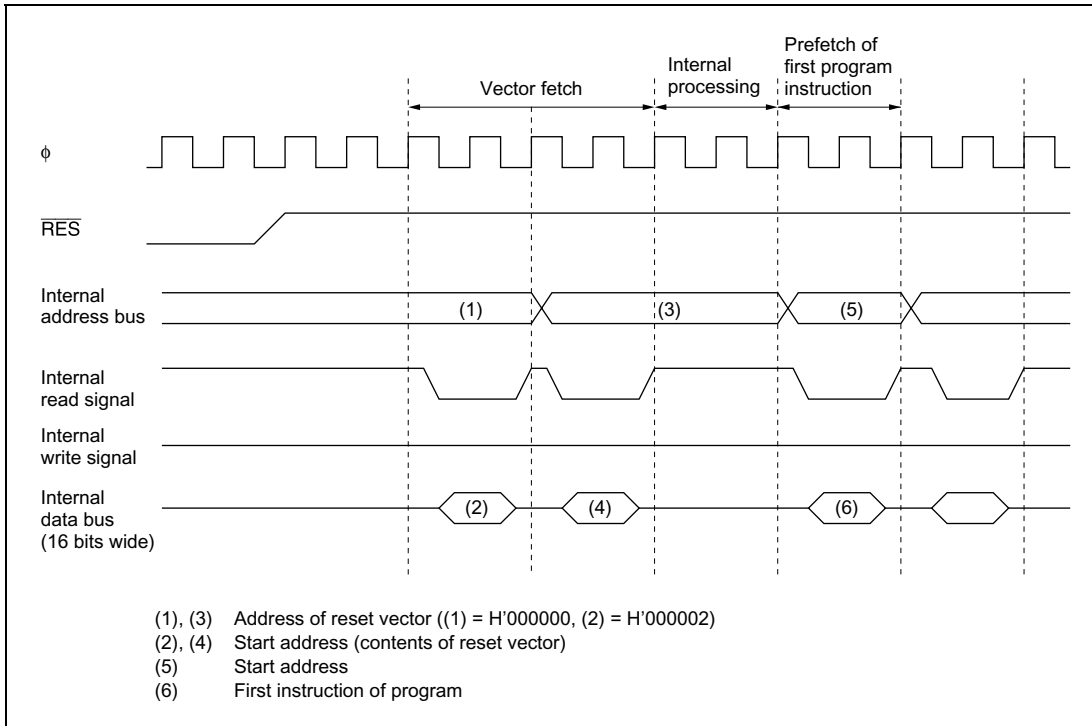 Vector fetch
Internal
processing
Prefetch of
first program
instruction
ϕ
RES
Internal
address bus
(1)
(3)
(5)
Internal
read signal
Internal
write signal
Internal
data bus
(16 bits wide)
(2)
(4)
(6)
(1), (3) Address of reset vector ((1) = H’000000, (2) = H’000002)
(2), (4) Start address (contents of reset vector)
(5) Start address
(6) First instruction of program